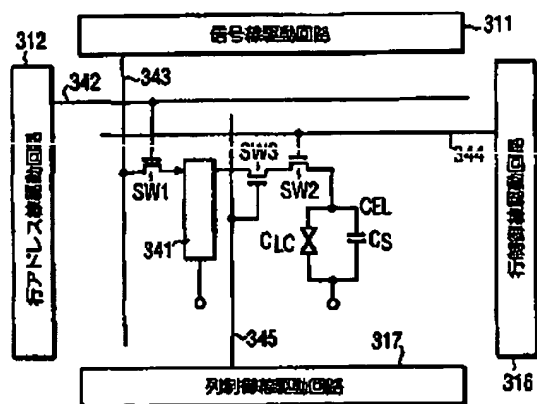 312
信号線駆動回路
311
342
343
行アドレス線駆動回路
SW1
341
SW3
SW2
344
CEL
CLC
CS
行制御線駆動回路
345
317
列制御線駆動回路
316